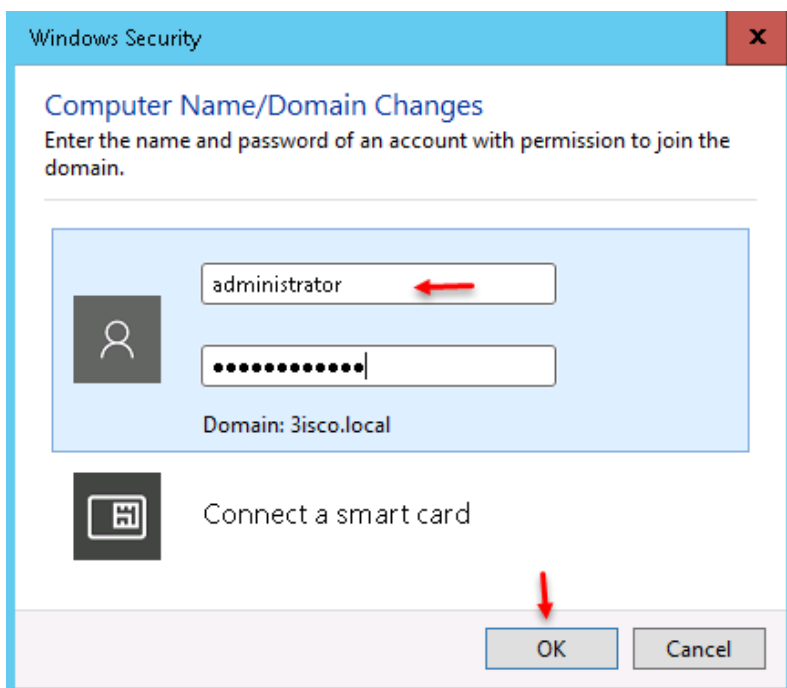 Windows Security
x
Computer Name/Domain Changes
Enter the name and password of an account with permission to join the
domain.
administrator
●●●●●●●●●●●●
Domain: 3isco.local
Connect a smart card
OK
Cancel